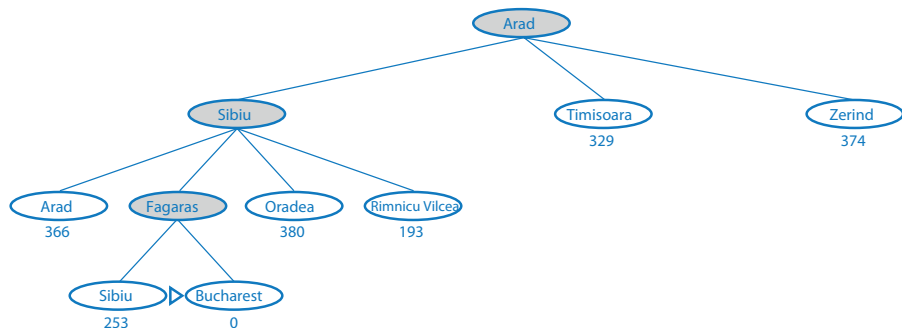 Arad
Sibiu Timisoara Zerind
329 374
Arad Fagaras Oradea Rimnicu Vilcea
366 380 193
Sibiu Bucharest
253 0